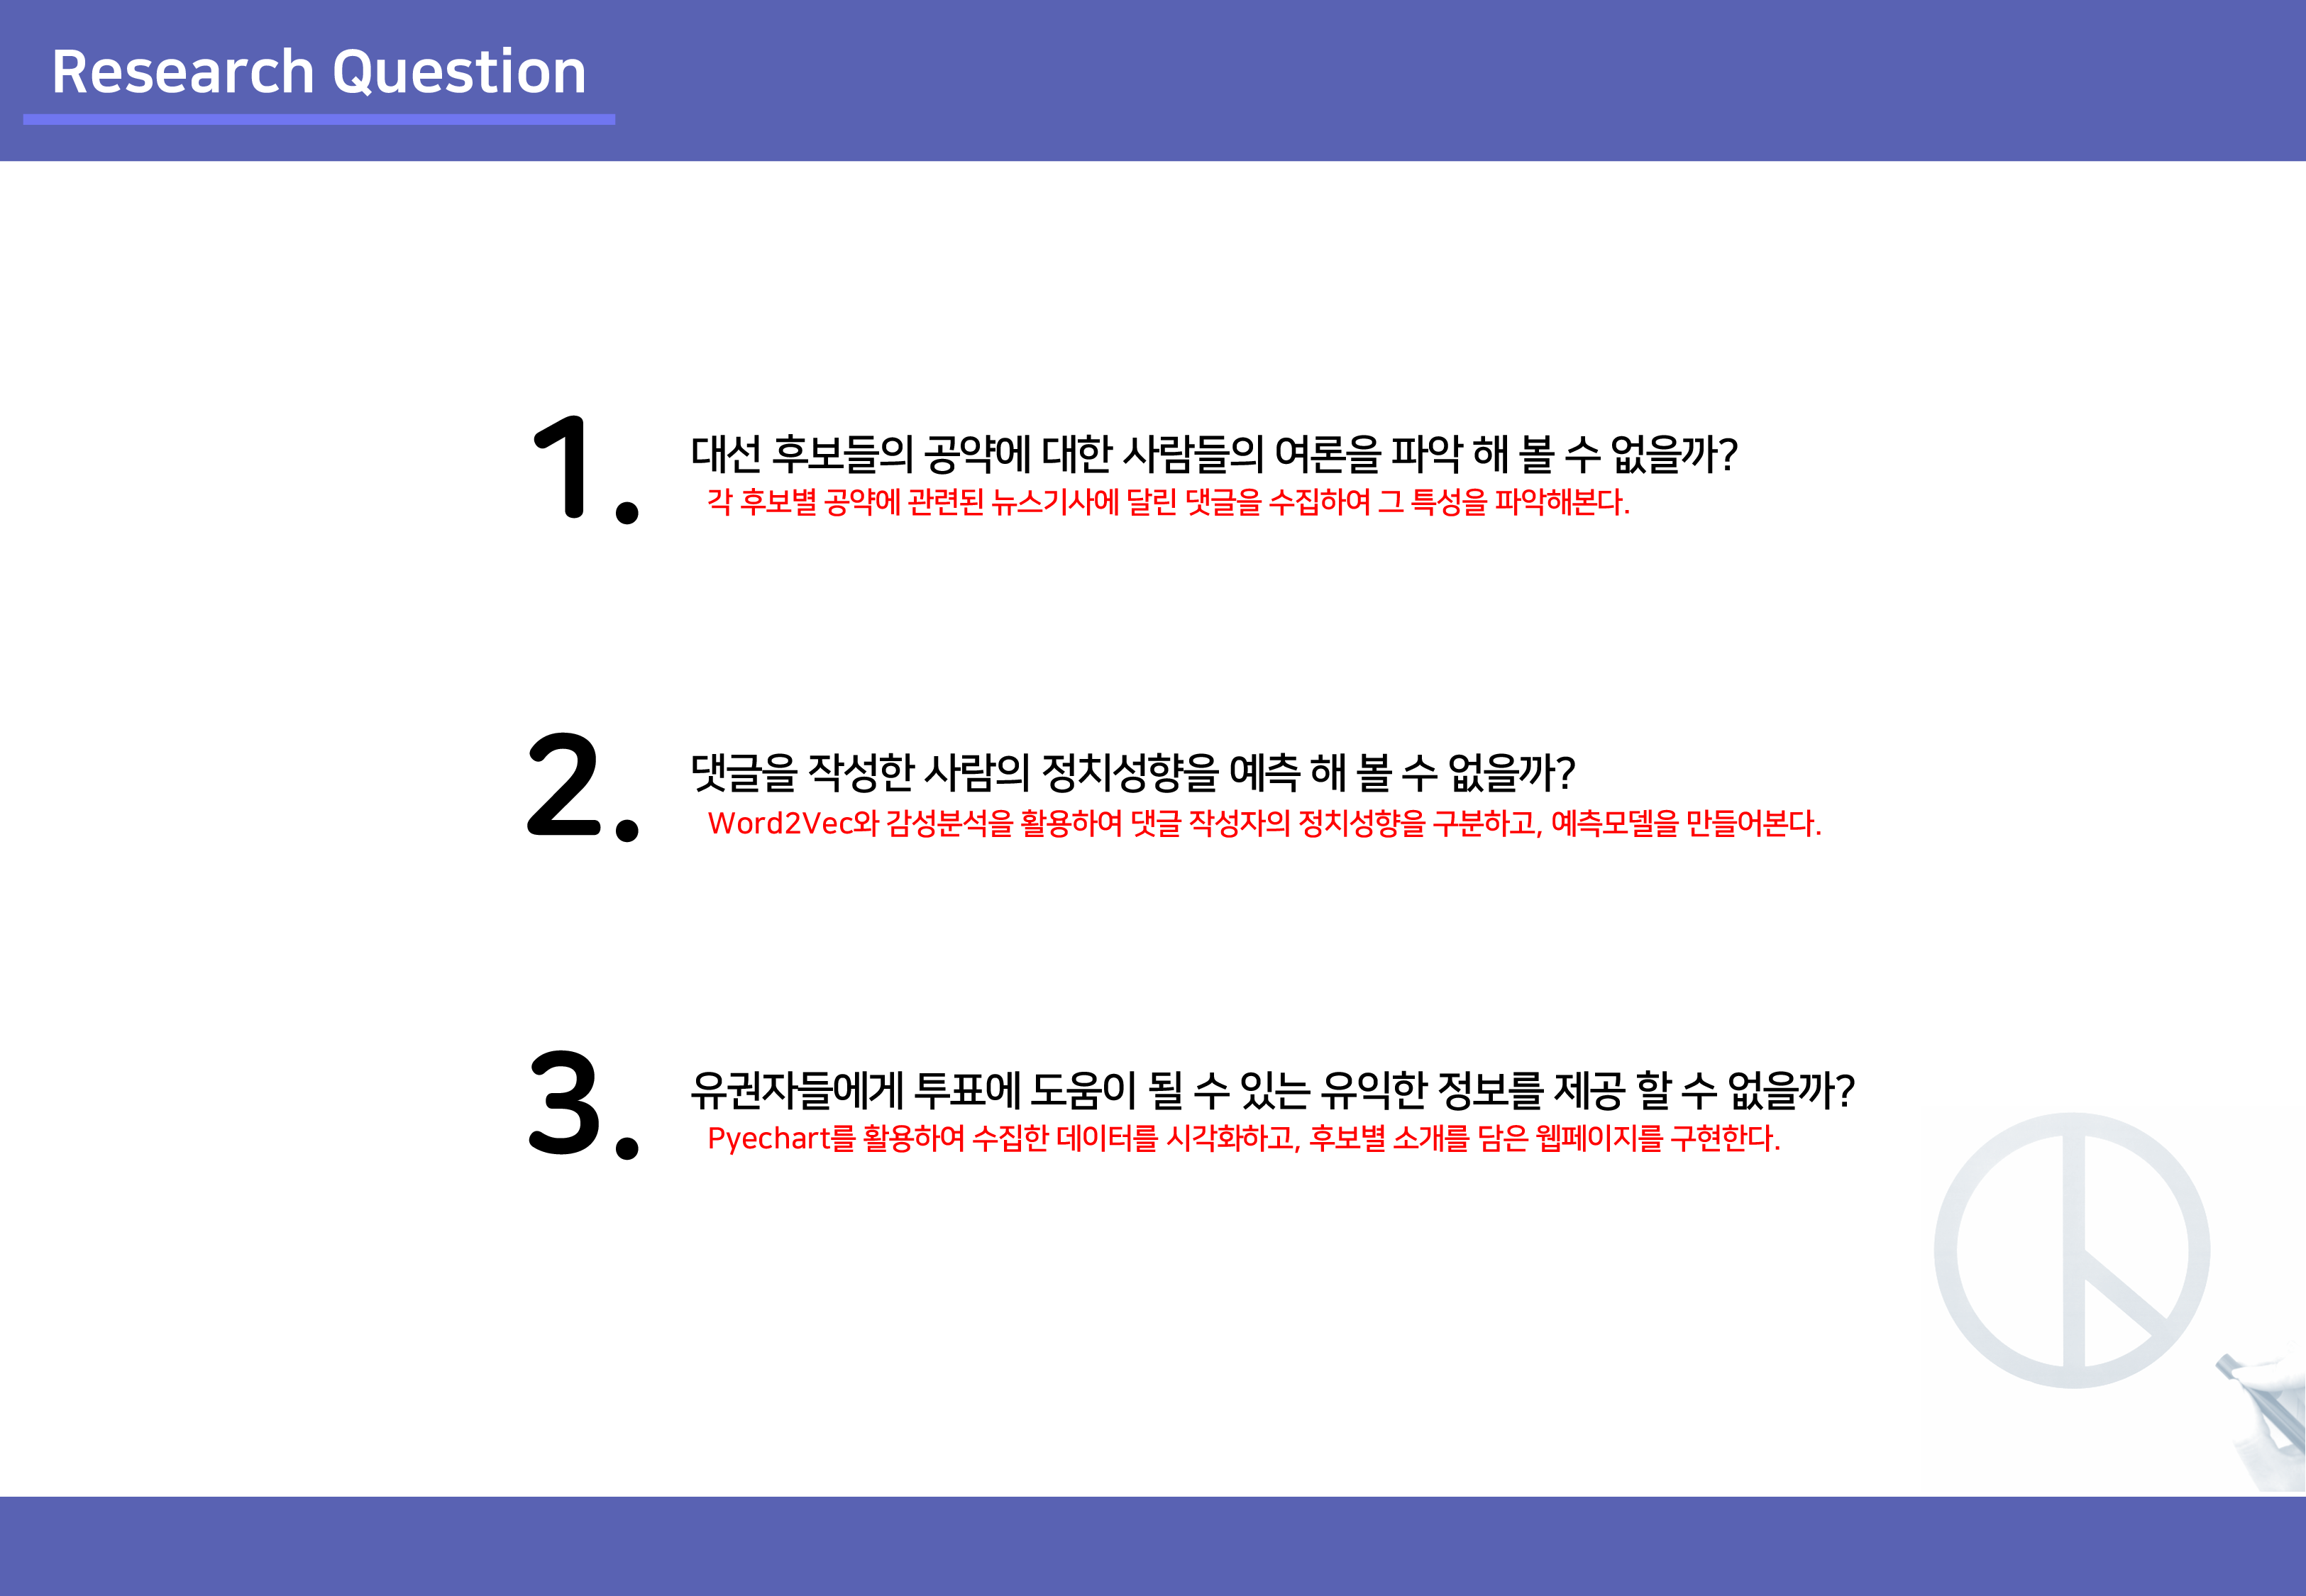 Research Question
1. 대선 후보들의 공약에 대한 사람들의 여론을 파악 해 볼 수 없을까?
각 후보별 공약에 관련된 뉴스기사에 달린 댓글을 수집하여 그 특성을 파악해본다.
2. 댓글을 작성한 사람의 정치성향을 예측 해 볼 수 없을까?
Word2Vec와 감성분석을 활용하여 댓글 작성자의 정치성향을 구분하고, 예측모델을 만들어본다.
3. 유권자들에게 투표에 도움이 될 수 있는 유익한 정보를 제공 할 수 없을까?
Pyechart를 활용하여 수집한 데이터를 시각화하고, 후보별 소개를 담은 웹페이지를 구현한다.